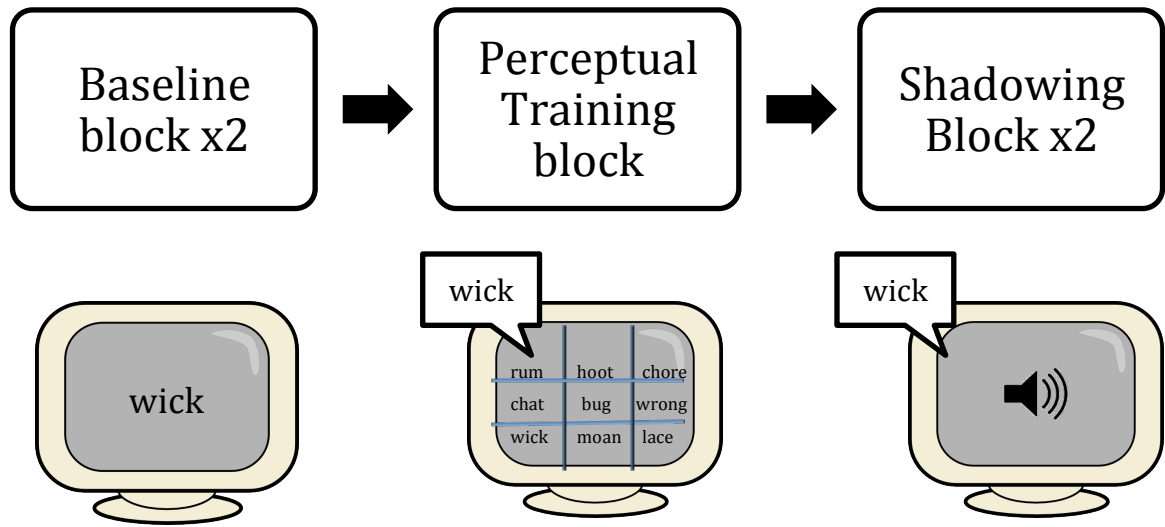 Baseline
block x2
Perceptual
Training
block
Shadowing
Block x2
wick
wick
rum hoot chore
chat bug wrong
wick moan lace
wick